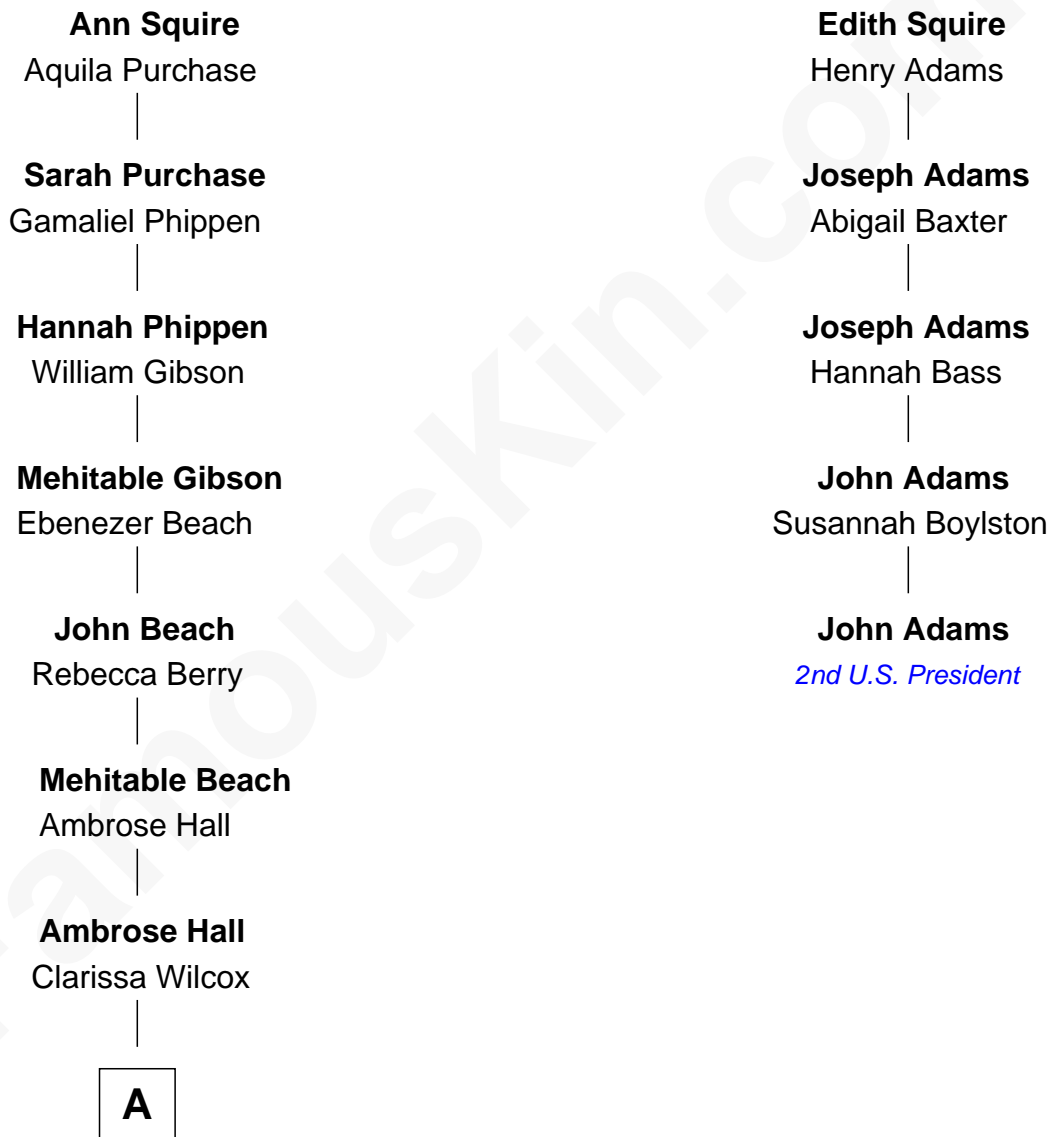 Ann Squire
Aquila Purchase
Sarah Purchase
Gamaliel Phippen
Hannah Phippen
William Gibson
Mehitable Gibson
Ebenezer Beach
John Beach
Rebecca Berry
Mehitable Beach
Ambrose Hall
Ambrose Hall
Clarissa Wilcox
A
Edith Squire
Henry Adams
Joseph Adams
Abigail Baxter
Joseph Adams
Hannah Bass
John Adams
Susannah Boylston
John Adams
2nd U.S. President
FamousKin.com